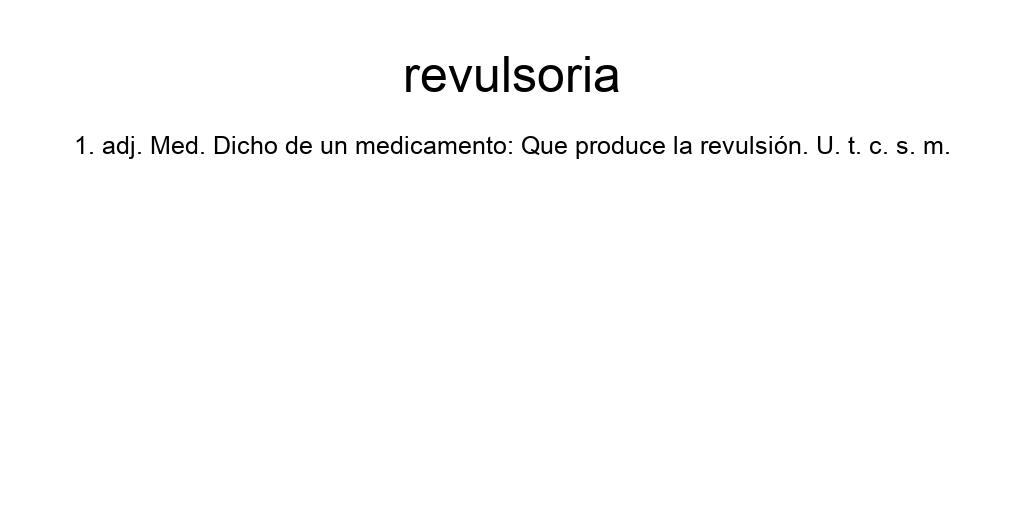 revulsoria
1. adj. Med. Dicho de un medicamento: Que produce la revulsión. U. t. c. s. m.